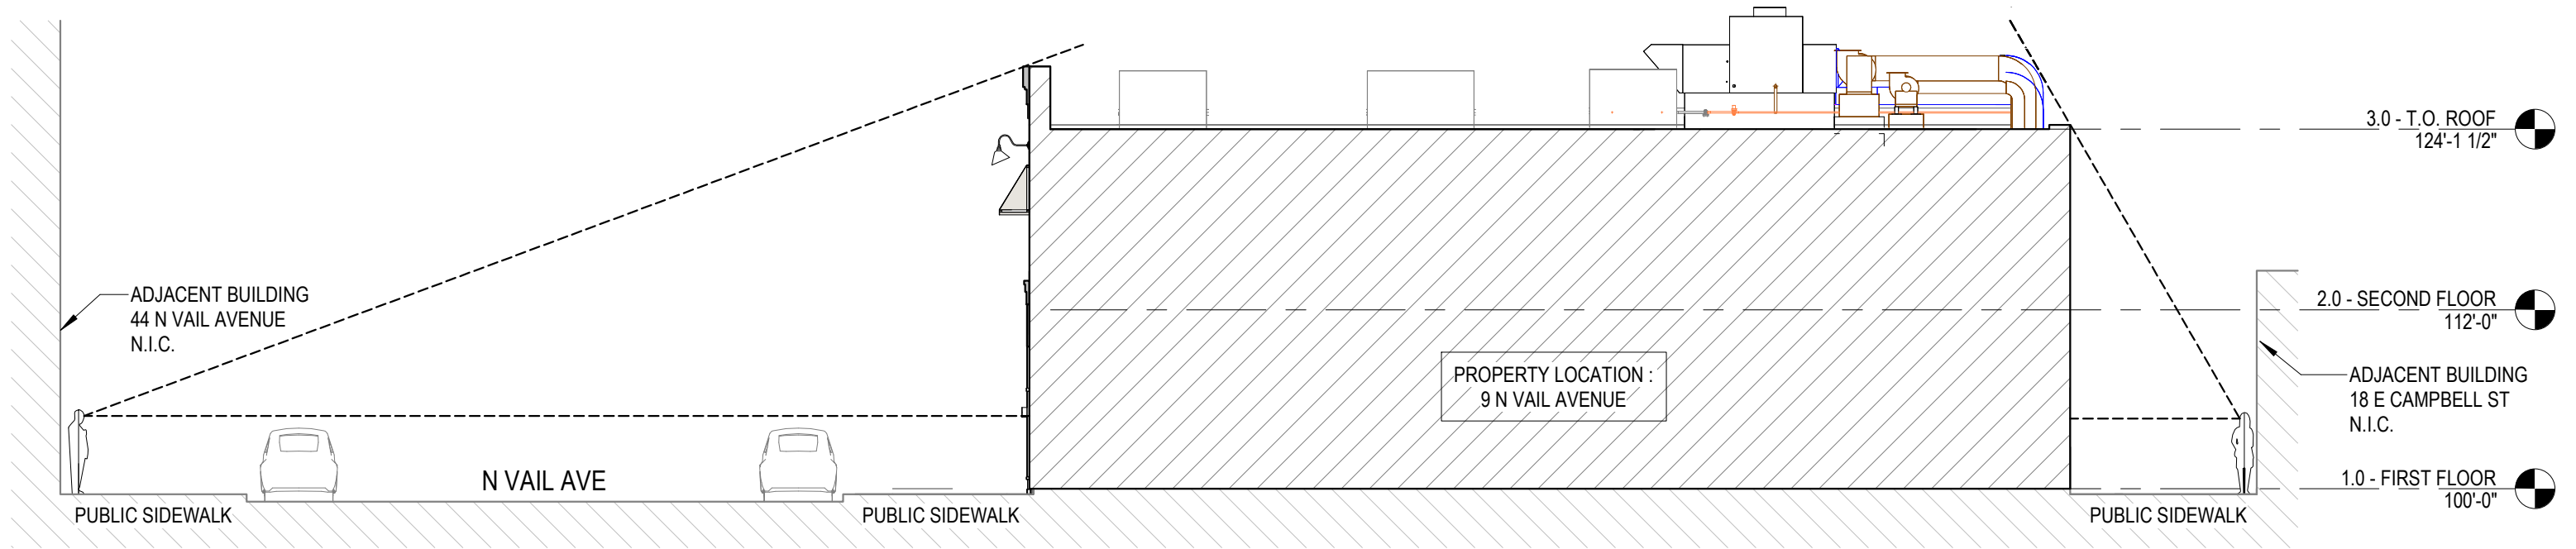 3.0 - T.O. ROOF
124'-1 1/2"
ADJACENT BUILDING
44 N VAIL AVENUE
N.I.C.
2.0 - SECOND FLOOR
112'-0"
PROPERTY LOCATION :
9 N VAIL AVENUE
ADJACENT BUILDING
18 E CAMPBELL ST
N.I.C.
N VAIL AVE
1.0 - FIRST FLOOR
100'-0"
PUBLIC SIDEWALK
PUBLIC SIDEWALK
PUBLIC SIDEWALK